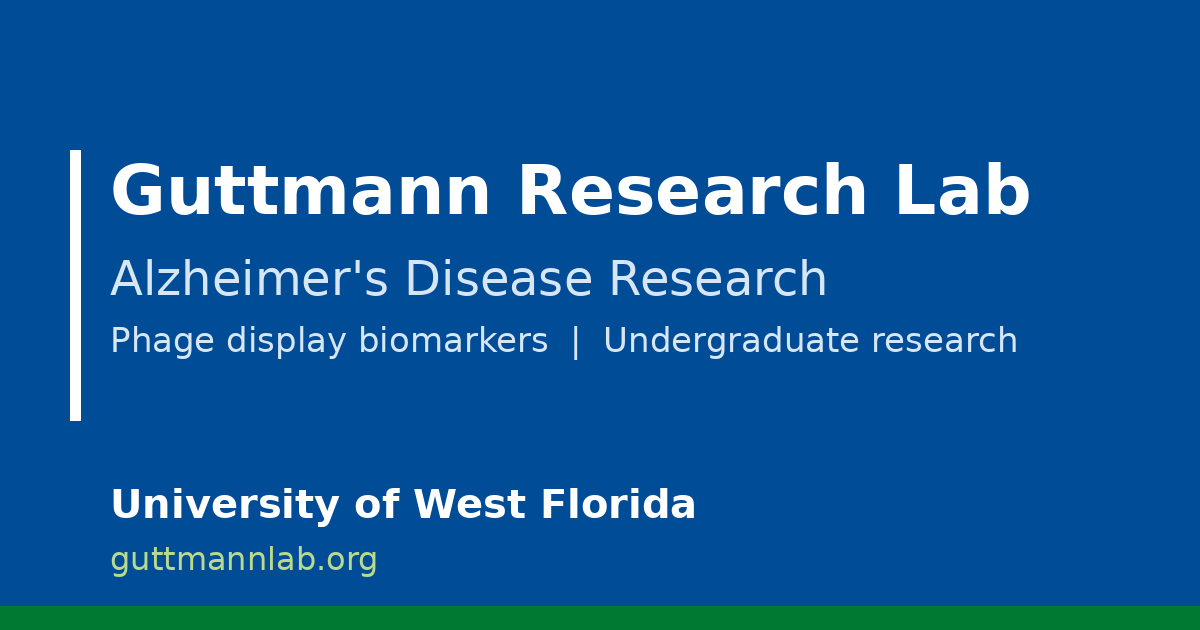 Guttmann Research Lab
Alzheimer's Disease Research
Phage display biomarkers | Undergraduate research
University of West Florida
guttmannlab.org